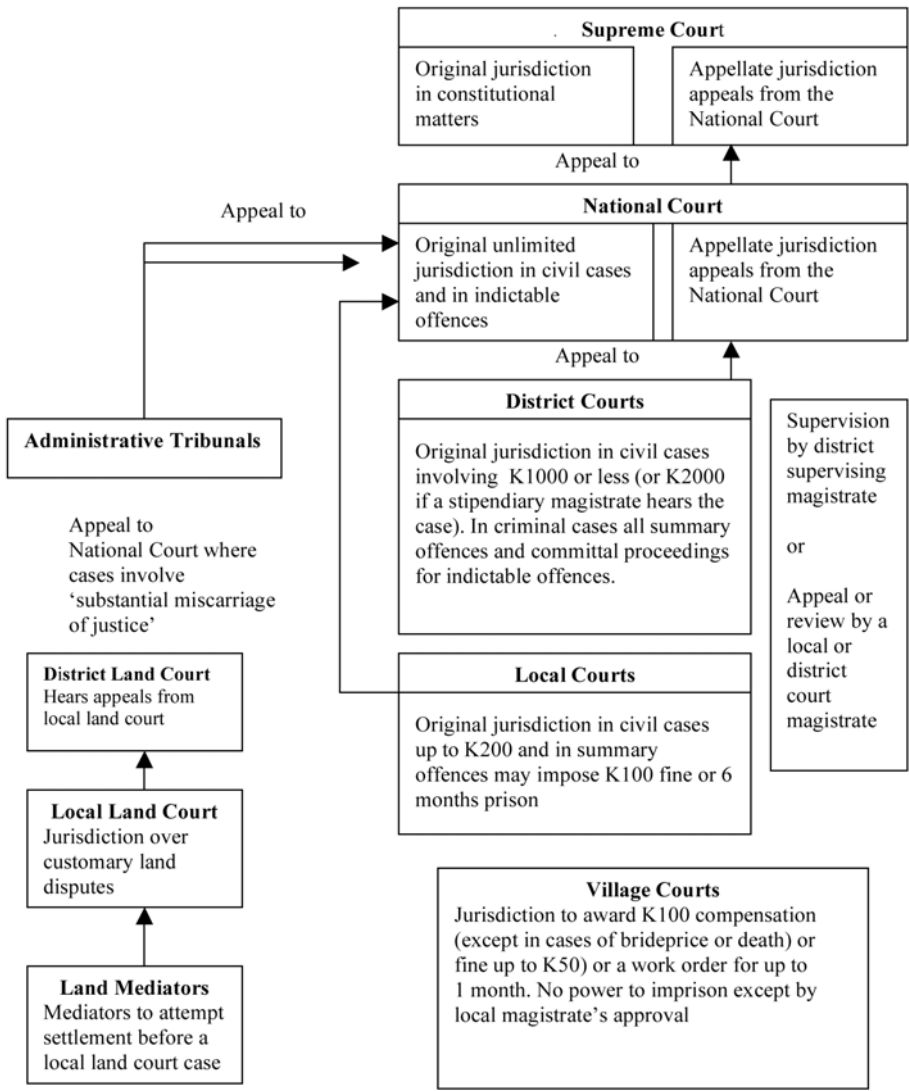 Supreme Court
Original jurisdiction
in constitutional
matters
Appellate jurisdiction
appeals from the
National Court
Appeal to
Appeal to
National Court
Original unlimited
jurisdiction in civil cases
and in indictable
offences
Appellate jurisdiction
appeals from the
National Court
Appeal to
District Courts
Original jurisdiction in civil cases
involving K1000 or less (or K2000
if a stipendiary magistrate hears the
case). In criminal cases all summary
offences and committal proceedings
for indictable offences.
Supervision
by district
supervising
magistrate
or
Appeal or
review by a
local or
district
court
magistrate
Administrative Tribunals
Appeal to
National Court where
cases involve
‘substantial miscarriage
of justice’
District Land Court
Hears appeals from
local land court
Local Courts
Original jurisdiction in civil cases
up to K200 and in summary
offences may impose K100 fine or 6
months prison
Local Land Court
Jurisdiction over
customary land
disputes
Village Courts
Jurisdiction to award K100 compensation
(except in cases of brideprice or death) or
fine up to K50) or a work order for up to
1 month. No power to imprison except by
local magistrate’s approval
Land Mediators
Mediators to attempt
settlement before a
local land court case